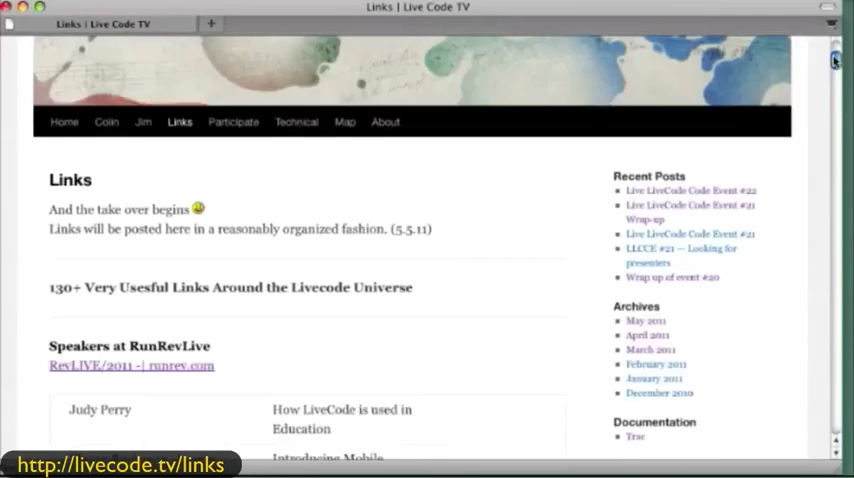 Links | Live Code TV
Links | Live Code TV
+
Home Colin Jim Links Participate Technical Map About
Links
And the take over begins
Links will be posted here in a reasonably organized fashion. (5.5.11)
130+ Very Usesful Links Around the Livecode Universe
Speakers at RunRevLive
RevLIVE/2011 -| runrev.com
Judy Perry
How LiveCode is used in
Education
Introducing Mobile
Recent Posts
Live LiveCode Code Event #22
Live LiveCode Code Event #21
Wrap-up
Live LiveCode Code Event #21
LLCCE #21 — Looking for
presenters
Wrap up of event #20
Archives
May 2011
April 2011
March 2011
February 2011
January 2011
December 2010
Documentation
Trac
http://livecode.tv/links